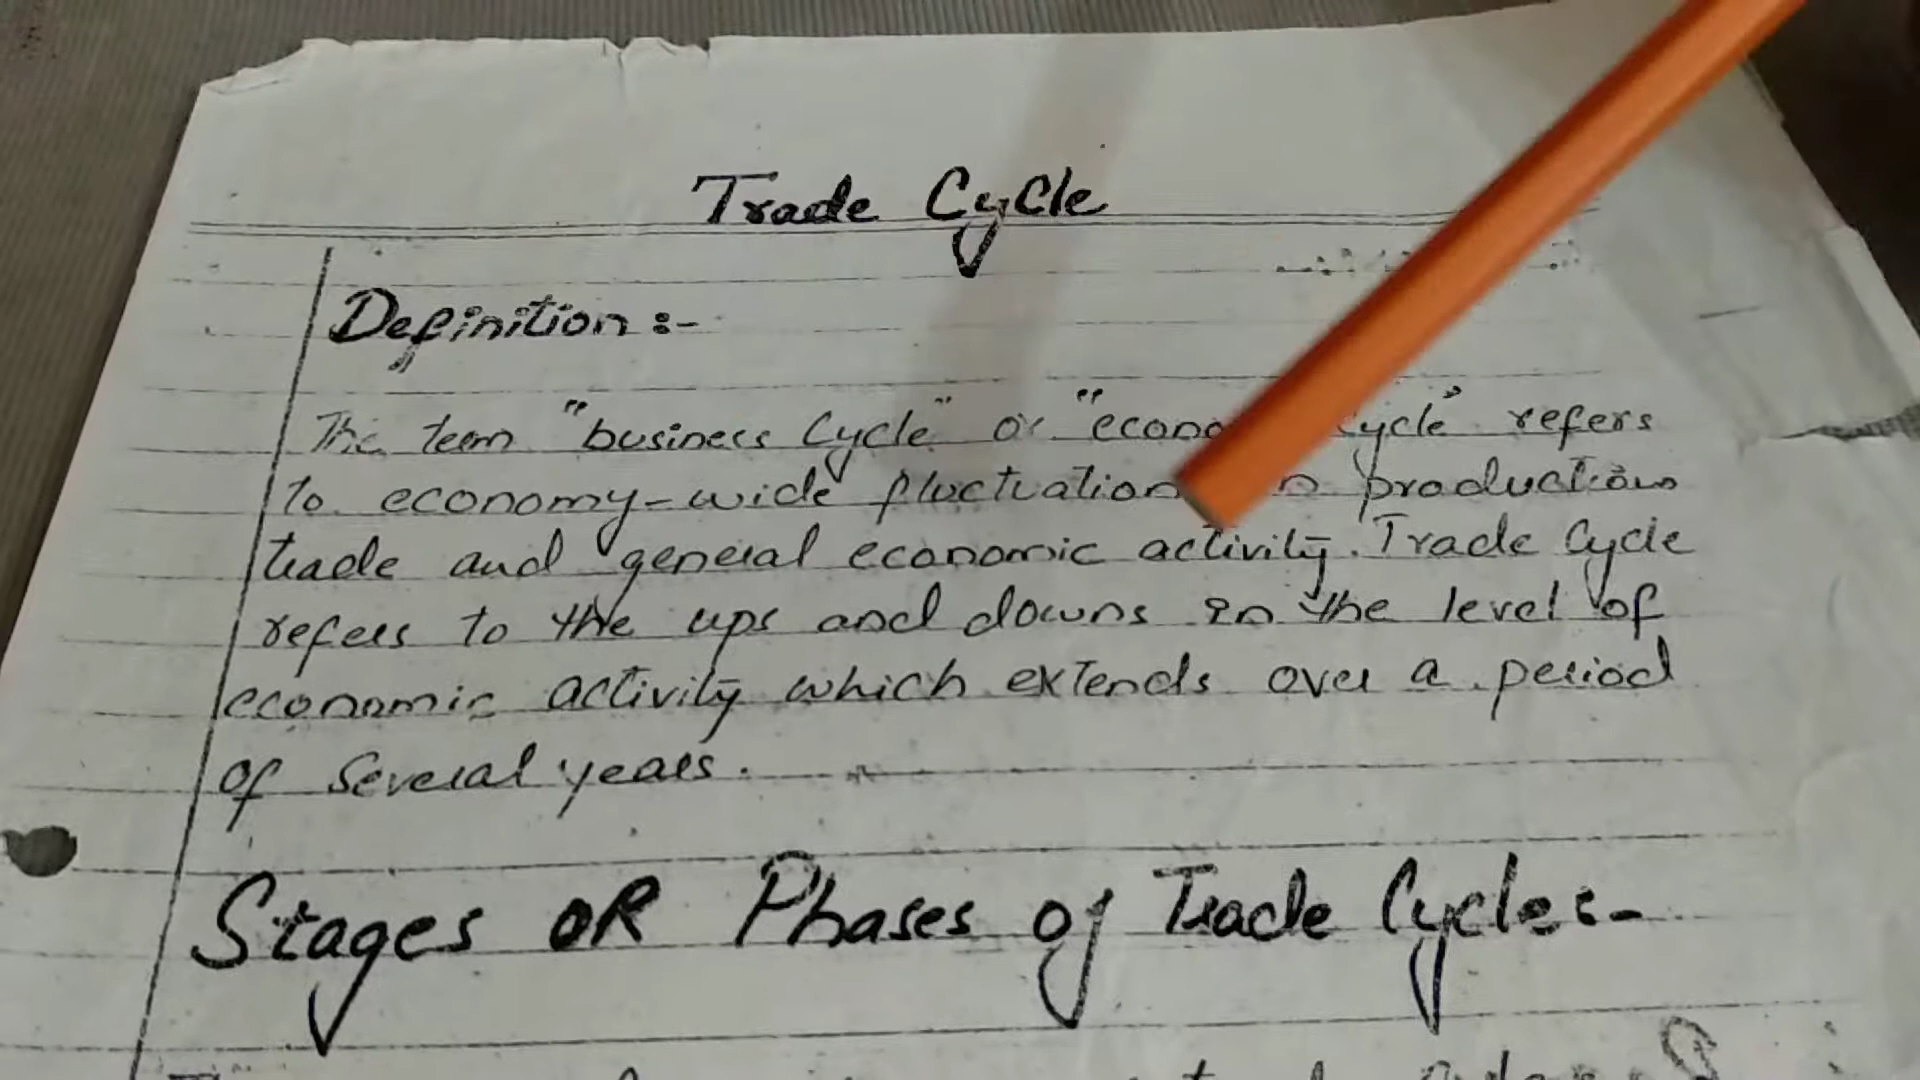 Trade Cycle
Definition :-
The term "business Cycle" or "econo cycle" refers
to economy-wide fluctuation production
trade and general economic activity. Trade Cycle
refers to the ups and downs in the level of
economic activity which extends over a period
of Several years.
Stages OR Phases of Trade Cycle:-